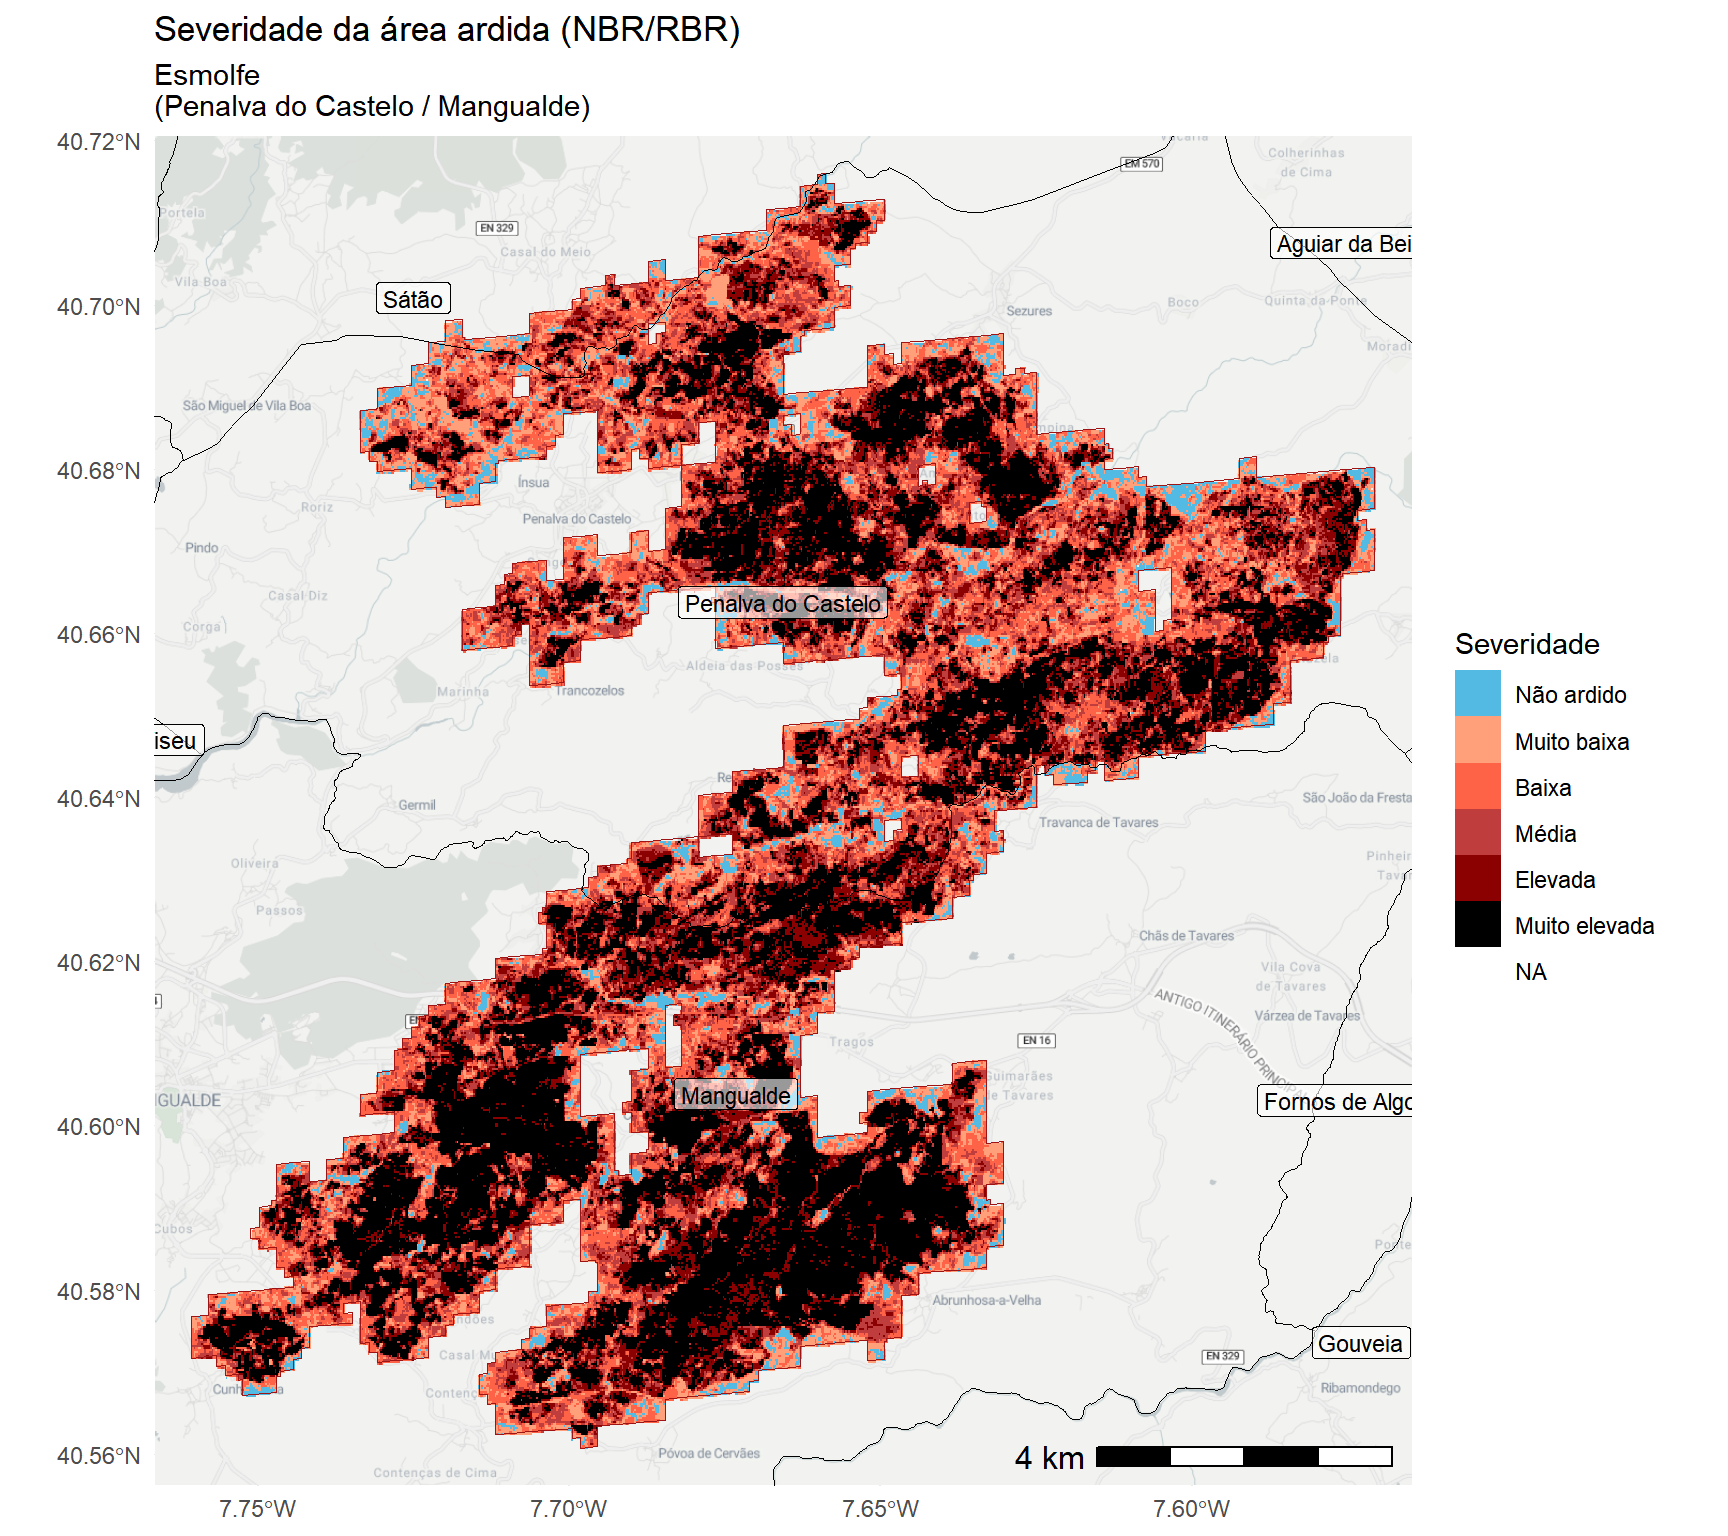 Severidade da área ardida (NBR/RBR)
Esmolfe
(Penalva do Castelo / Mangualde)
40.72°N
40.70°N
40.68°N
40.66°N
40.64°N
40.62°N
40.60°N
40.58°N
40.56°N
7.75°W
7.70°W
7.65°W
7.60°W
EM 570
Colherinhas
de Cima
Portela
EN 329
Casal do Meio
Aguiar da Bei
Vila Boa
Sátão
Boco
Quinta da Ponte
Sezures
Moradi
São Miguel de Vila Boa
Ínsua
Roriz
Penalva do Castelo
Pindo
Casal Diz
Penalva do Castelo
Corga
Aldeia das Posses
Marinha
Trancozelos
iseu
Germil
São João da Fresta
Travanca de Tavares
Oliveira
Pinheir
Tavar
Passos
Chãs de Tavares
Vila Cova
de Tavares
ANTIGO ITINERÁRIO PRINCIPA
Várzea de Tavares
EN 16
Tragos
Guimarães
de Tavares
Mangualde
IGUALDE
Fornos de Algo
Cubos
Abrunhosa-a-Velha
Gouveia
EN 329
Ribamondego
Póvoa de Cervães
Contenças de Cima
4 km
Severidade
Não ardido
Muito baixa
Baixa
Média
Elevada
Muito elevada
NA